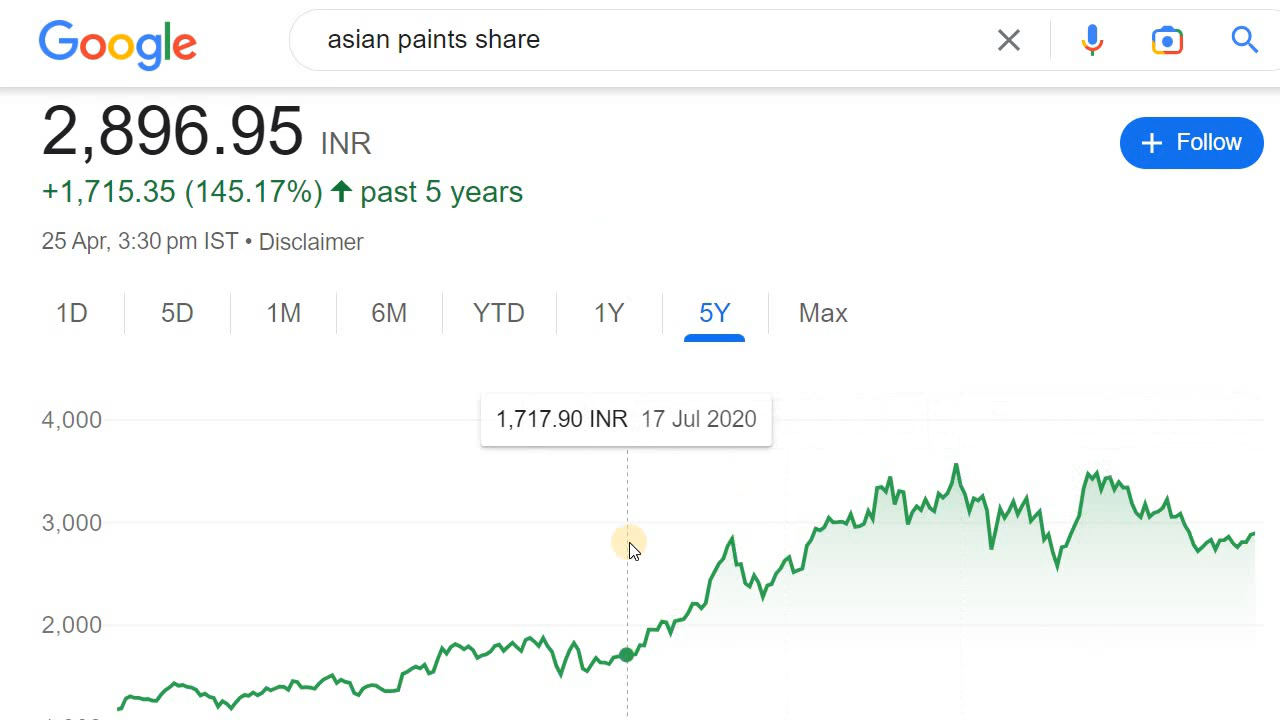 Google
asian paints share
2,896.95 INR
+ Follow
+1,715.35 (145.17%) ↑ past 5 years
25 Apr, 3:30 pm IST • Disclaimer
1D 5D 1M 6M YTD 1Y 5Y Max
1,717.90 INR 17 Jul 2020
4,000
3,000
2,000